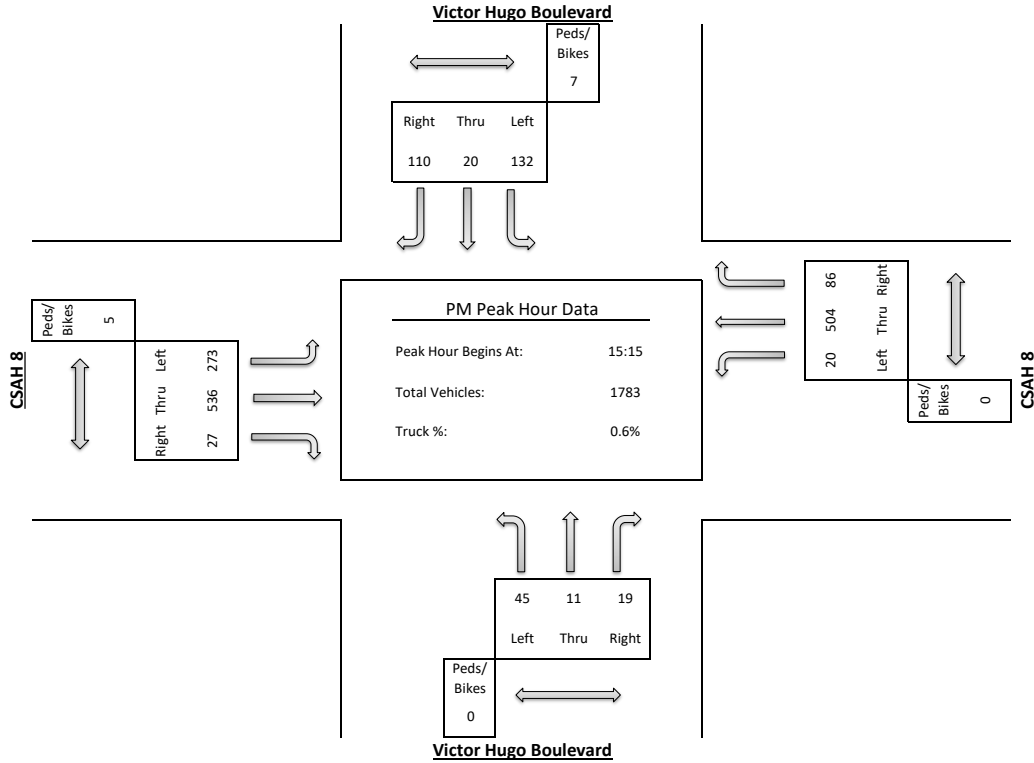 Victor Hugo Boulevard
Peds/
Bikes
7
Right Thru Left
110 20 132
Peds/
Bikes
5
Left 273
Thru 536
Right 27
CSAH 8
PM Peak Hour Data
Peak Hour Begins At: 15:15
Total Vehicles: 1783
Truck %: 0.6%
86 Right
504 Thru
20 Left
Peds/
Bikes
0
CSAH 8
45 11 19
Left Thru Right
Peds/
Bikes
0
Victor Hugo Boulevard